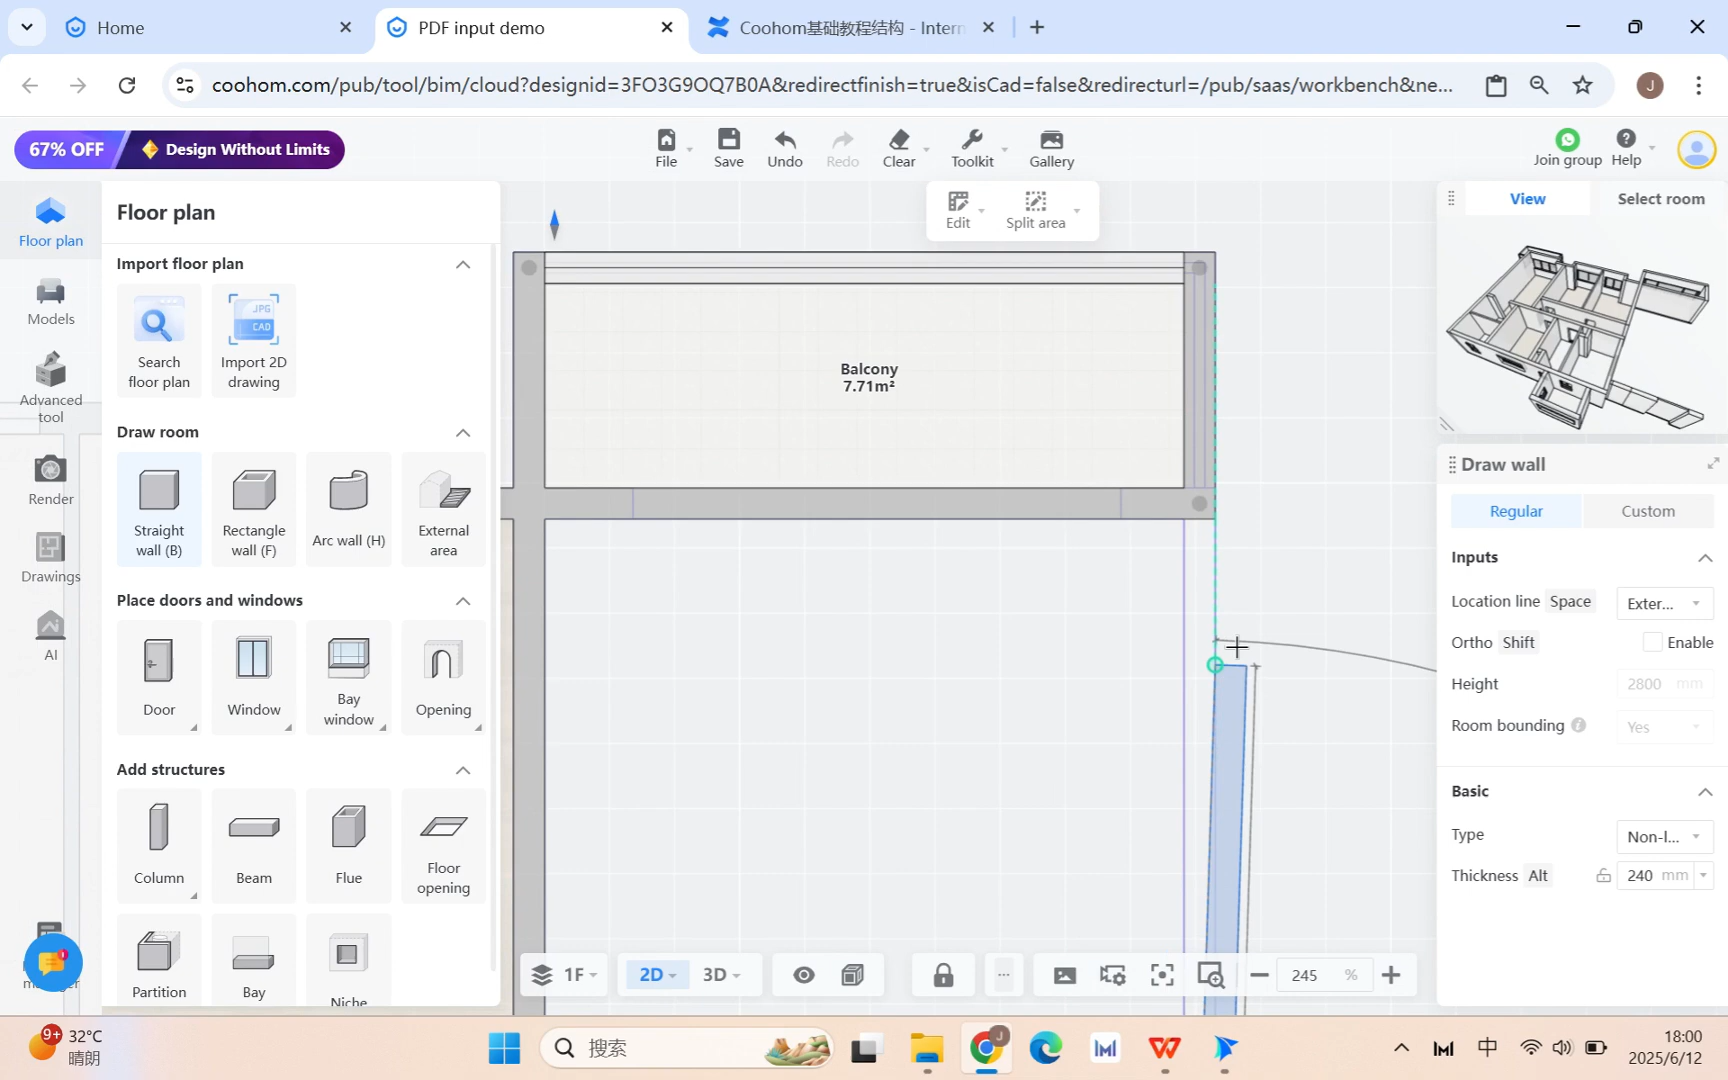 Home
PDF input demo
Coohom基础教程结构 - Intern
coohom.com/pub/tool/bim/cloud?designid=3FO3G9OQ7B0A&redirectfinish=true&isCad=false&redirecturl=/pub/saas/workbench&ne...
J
67% OFF
Design Without Limits
File
Save
Undo
Redo
Clear
Toolkit
Gallery
Join group
Help
Floor plan
Models
Advanced
tool
Render
Drawings
AI
Floor plan
Import floor plan
Search
floor plan
JPG
CAD
Import 2D
drawing
Draw room
Straight
wall (B)
Rectangle
wall (F)
Arc wall (H)
External
area
Place doors and windows
Door
Window
Bay
window
Opening
Add structures
Column
Beam
Flue
Floor
opening
Partition
Bay
Niche
Edit
Split area
Balcony
7.71m²
View
Select room
Draw wall
Regular
Custom
Inputs
Location line
Space
Exter...
Ortho
Shift
Enable
Height
2800 mm
Room bounding
Yes
Basic
Type
Non-l...
Thickness
Alt
240 mm
1F
2D
3D
245 %
9+
32°C
晴朗
搜索
J
中
18:00
2025/6/12